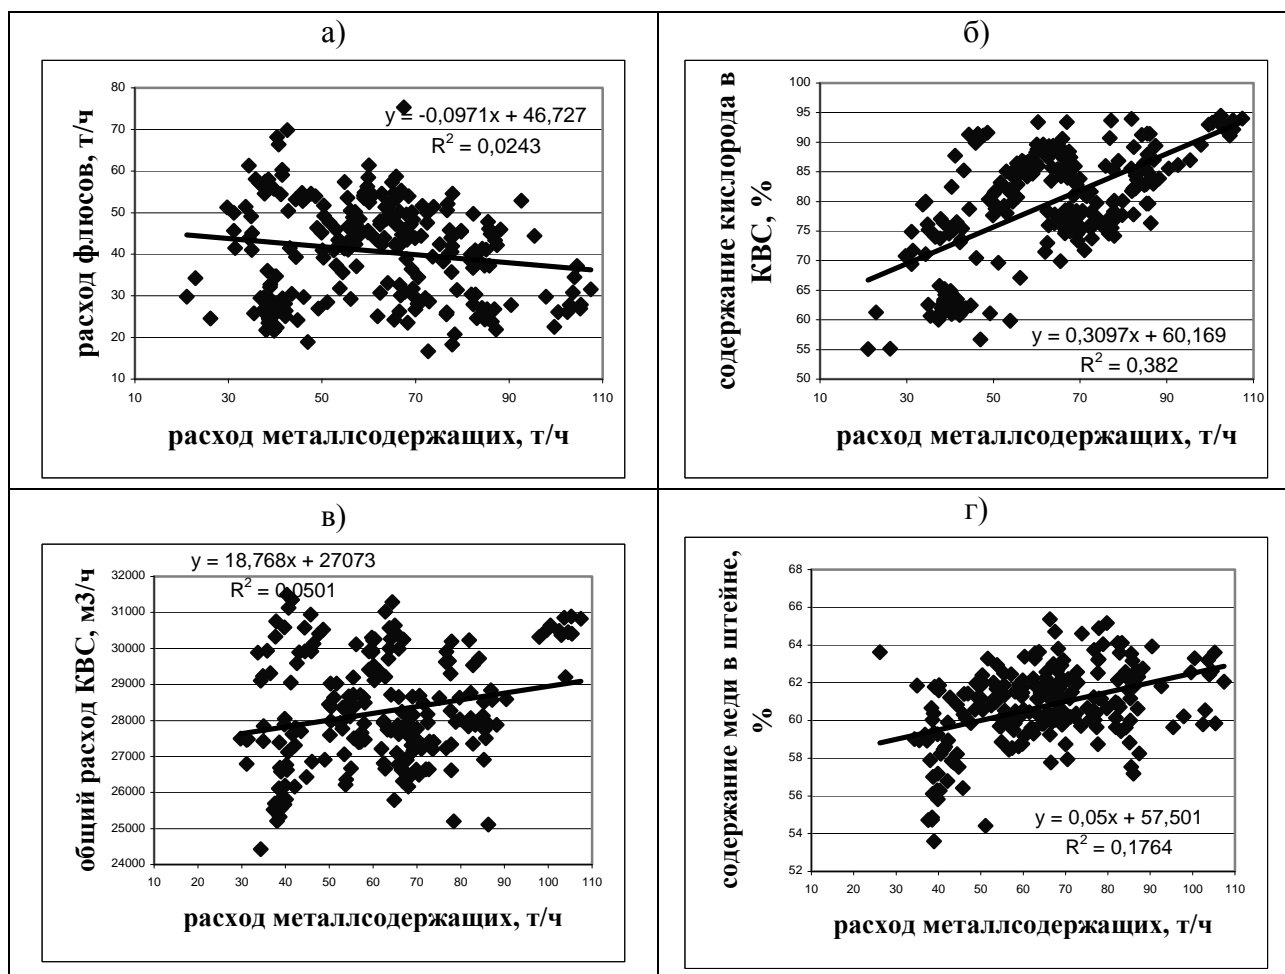 а)
80
70
60
50
40
30
20
10
10 30 50 70 90 110
y = -0,0971x + 46,727
R² = 0,0243
расход флюсов, т/ч
расход металлсодержащих, т/ч
б)
100
95
90
85
80
75
70
65
60
55
50
10 30 50 70 90 110
y = 0,3097x + 60,169
R² = 0,382
содержание кислорода в
КВС, %
расход металлсодержащих, т/ч
в)
y = 18,768x + 27073
R² = 0,0501
32000
31000
30000
29000
28000
27000
26000
25000
24000
10 20 30 40 50 60 70 80 90 100 110
общий расход КВС, м3/ч
расход металлсодержащих, т/ч
г)
68
66
64
62
60
58
56
54
52
10 20 30 40 50 60 70 80 90 100 110
y = 0,05x + 57,501
R² = 0,1764
содержание меди в штейне,
%
расход металлсодержащих, т/ч